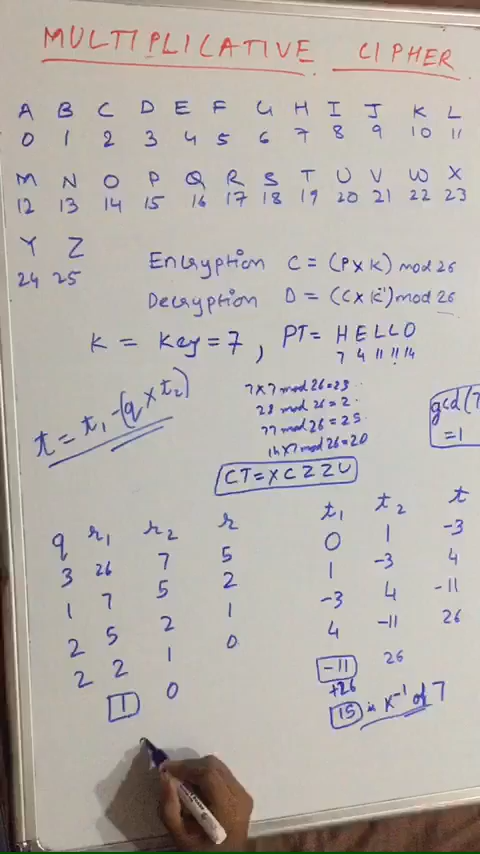 MULTIPLICATIVE CIPHER
A B C D E F G H I J K L
0 1 2 3 4 5 6 7 8 9 10 11
M N O P Q R S T U V W X
12 13 14 15 16 17 18 19 20 21 22 23
Y Z
24 25
Encryption C = (P×K) mod 26
Decryption D = (C×K⁻¹) mod 26
K = Key = 7, PT = HELLO
7 4 11 11 14
t = t₁ - (q × t₂)
7×7 mod 26 = 23
28 mod 26 = 2
77 mod 26 = 25
14×7 mod 26 = 20
gcd(7
=1
CT = XCZZU
q r₁ r₂ r t₁ t₂ t
3 26 7 5 0 1 -3
1 7 5 2 1 -3 4
2 5 2 1 -3 4 -11
2 2 1 0 4 -11 26
1 0 -11 26
+26
15 is K⁻¹ of 7